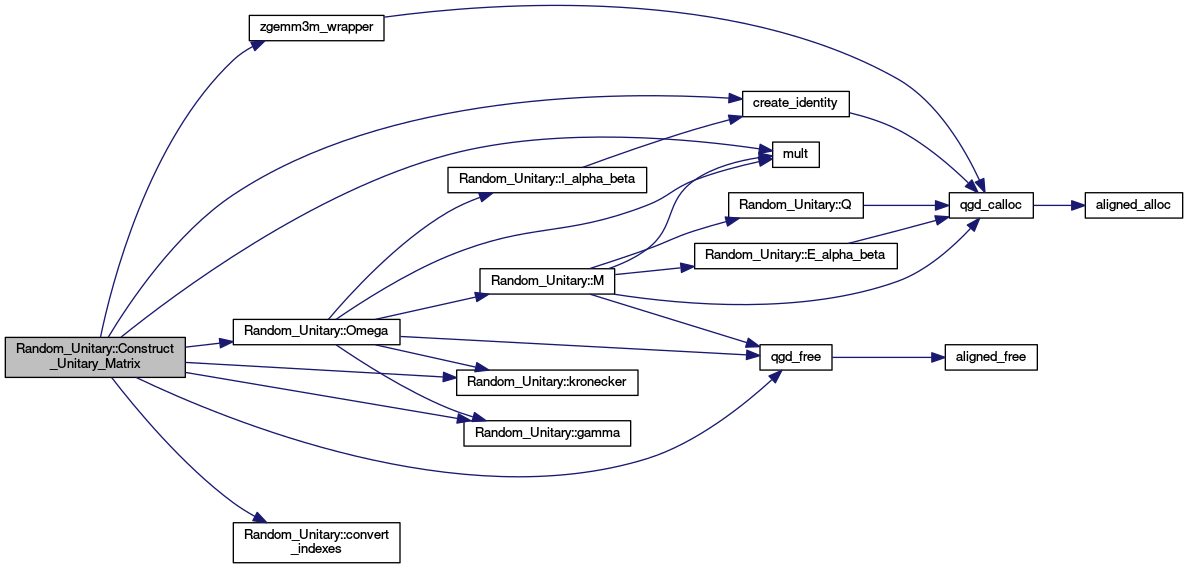 zgemm3m_wrapper
create_identity
mult
Random_Unitary::I_alpha_beta
Random_Unitary::Q
qgd_calloc
aligned_alloc
Random_Unitary::E_alpha_beta
Random_Unitary::M
Random_Unitary::Omega
Random_Unitary::Construct
_Unitary_Matrix
qgd_free
aligned_free
Random_Unitary::kronecker
Random_Unitary::gamma
Random_Unitary::convert
_indexes